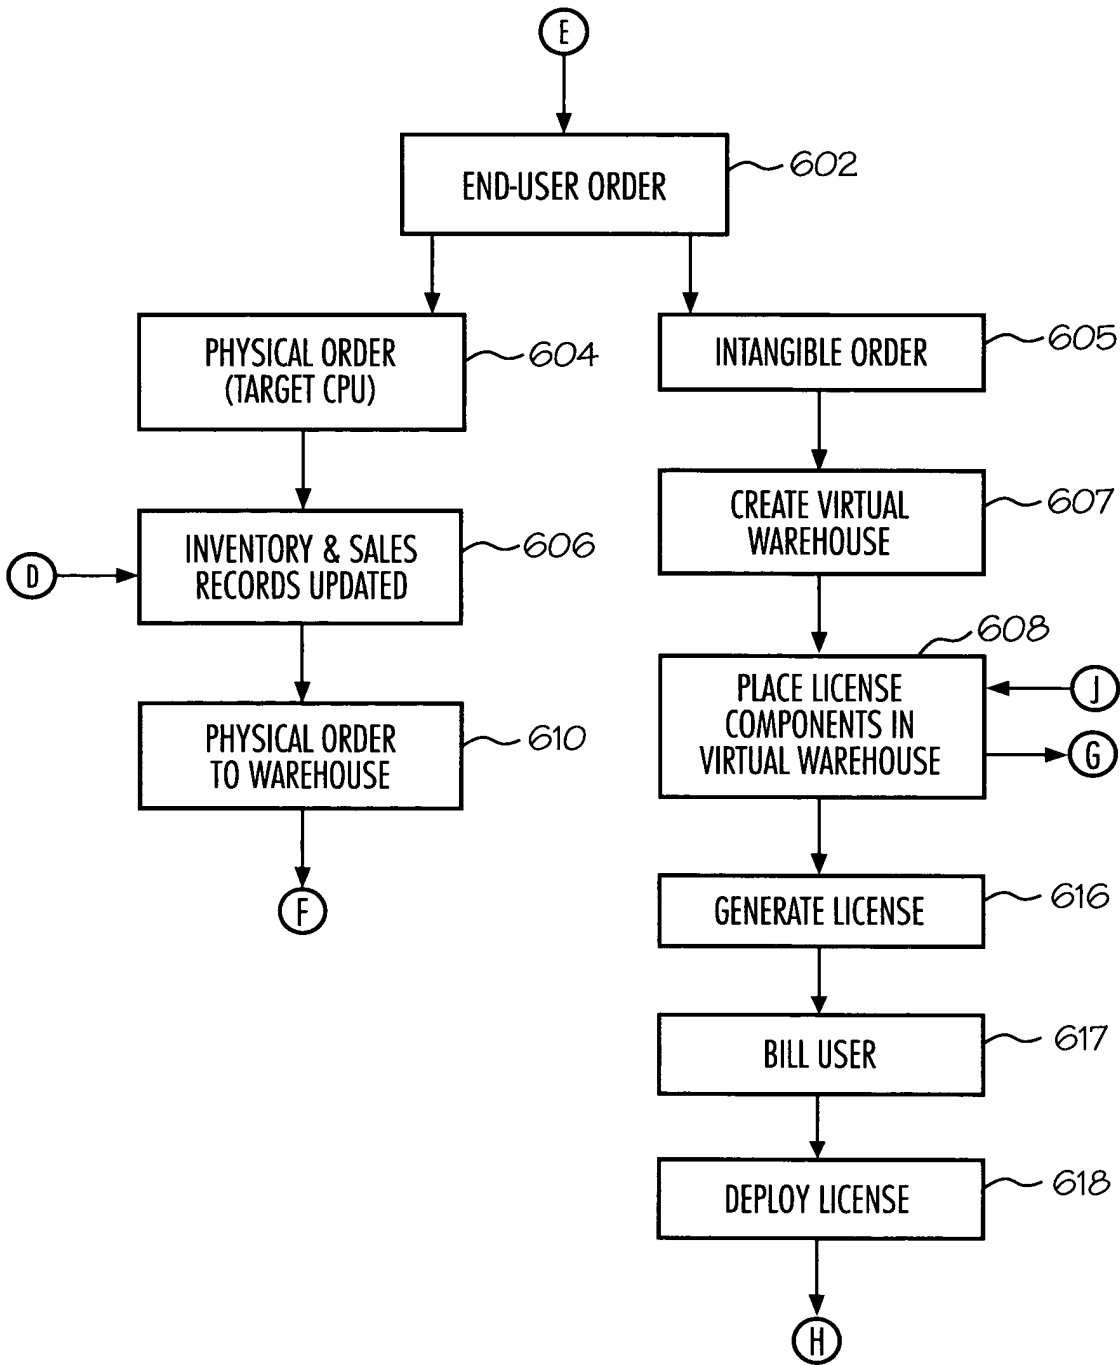 E
END-USER ORDER
602
PHYSICAL ORDER
(TARGET CPU)
604
INTANGIBLE ORDER
605
D
INVENTORY & SALES
RECORDS UPDATED
606
CREATE VIRTUAL
WAREHOUSE
607
PHYSICAL ORDER
TO WAREHOUSE
610
F
PLACE LICENSE
COMPONENTS IN
VIRTUAL WAREHOUSE
608
J
G
GENERATE LICENSE
616
BILL USER
617
DEPLOY LICENSE
618
H